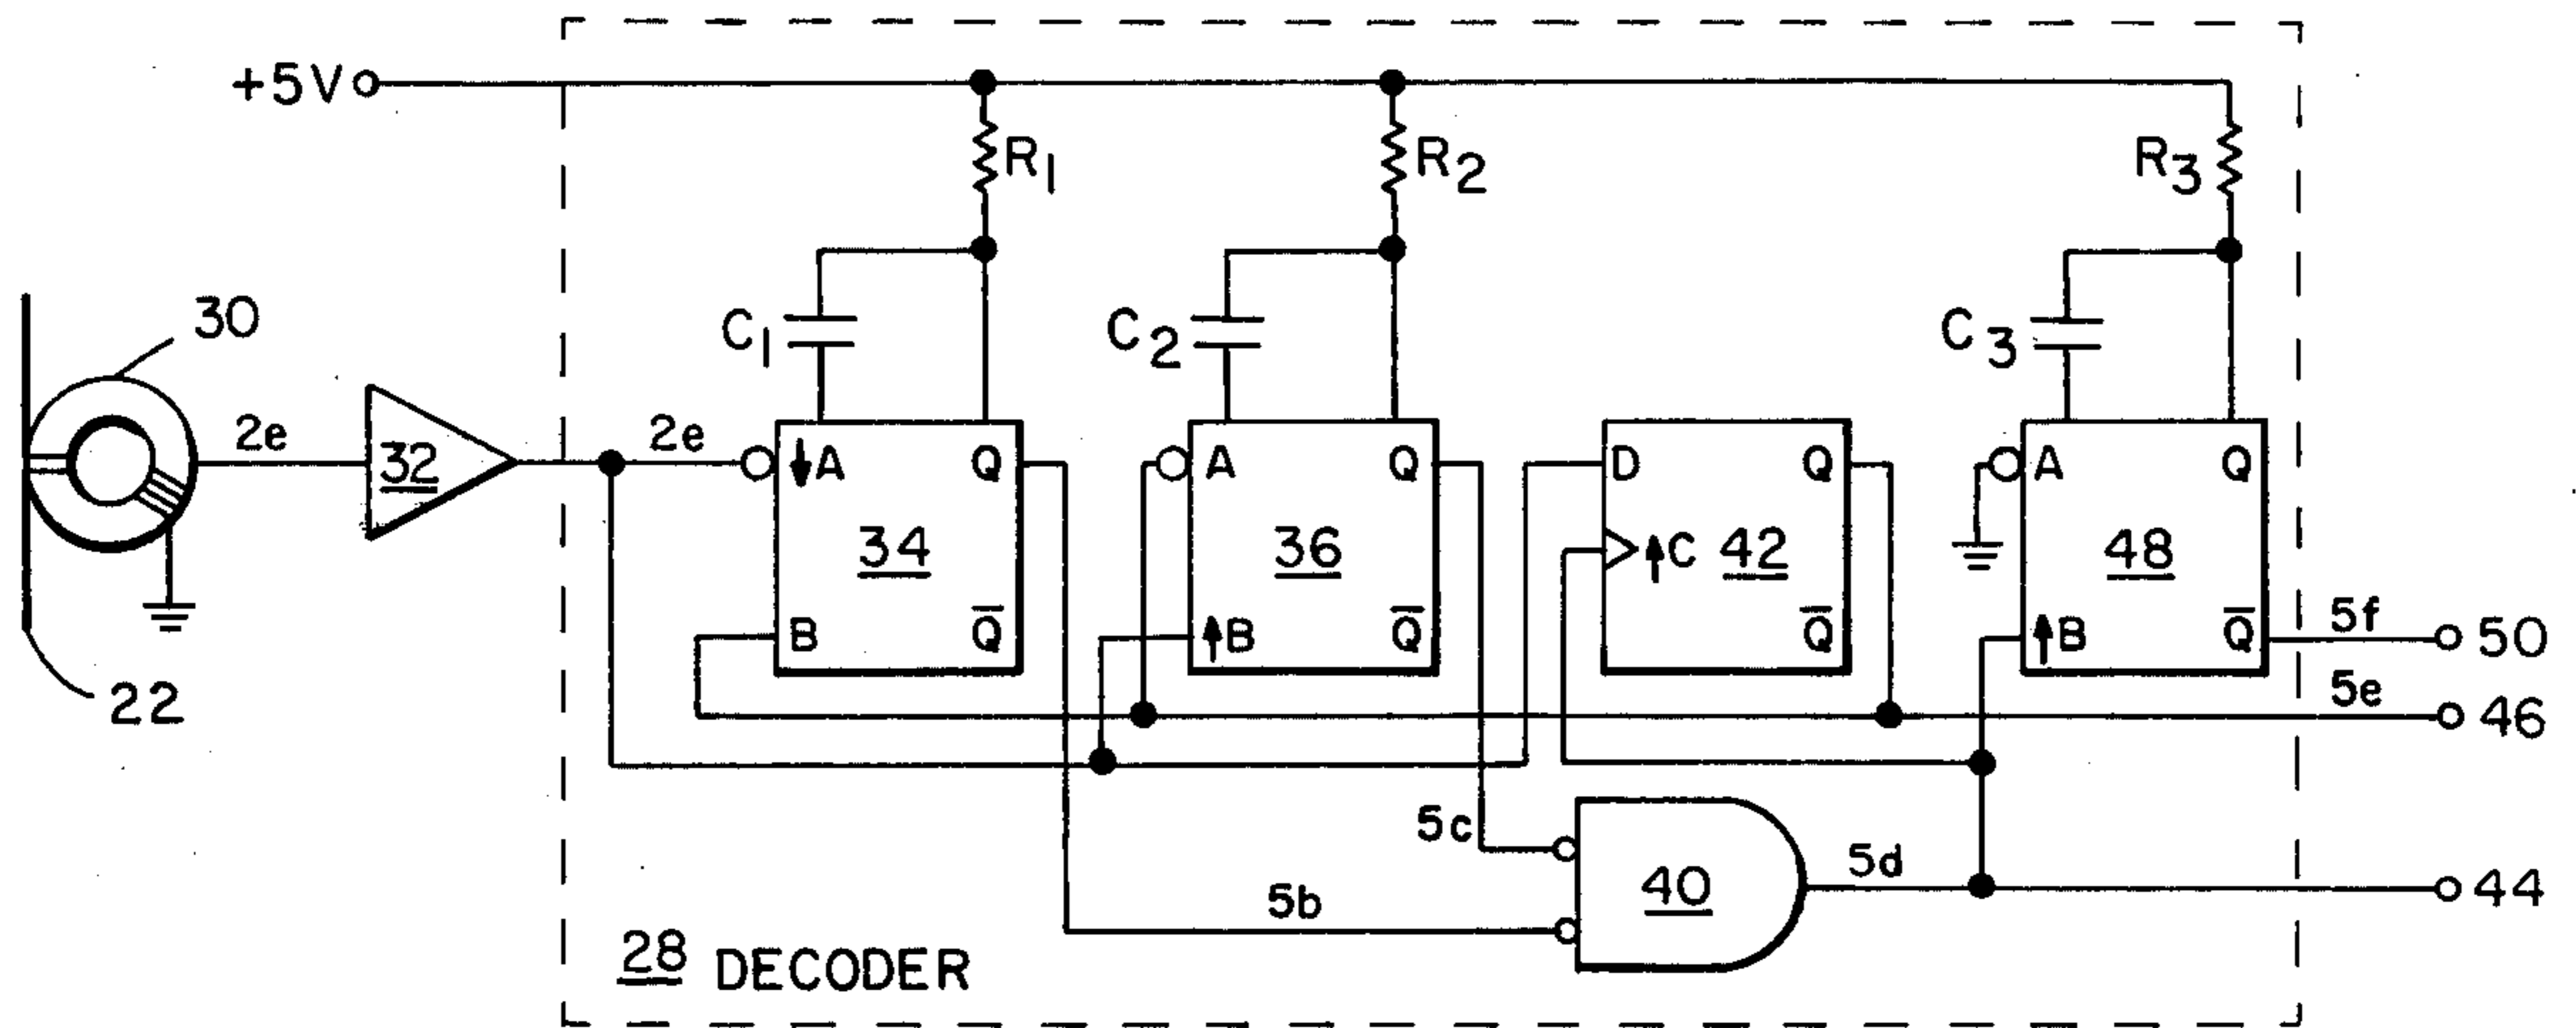 +5V
R1
R2
R3
30
C1
C2
C3
2e
32
2e
↓A Q
A Q
D Q
A Q
34
36
↑C 42
48
B Q̅
↑B Q̅
Q̅
↑B Q̅
5f 50
5e 46
22
5c
5d 44
40
5b
28 DECODER